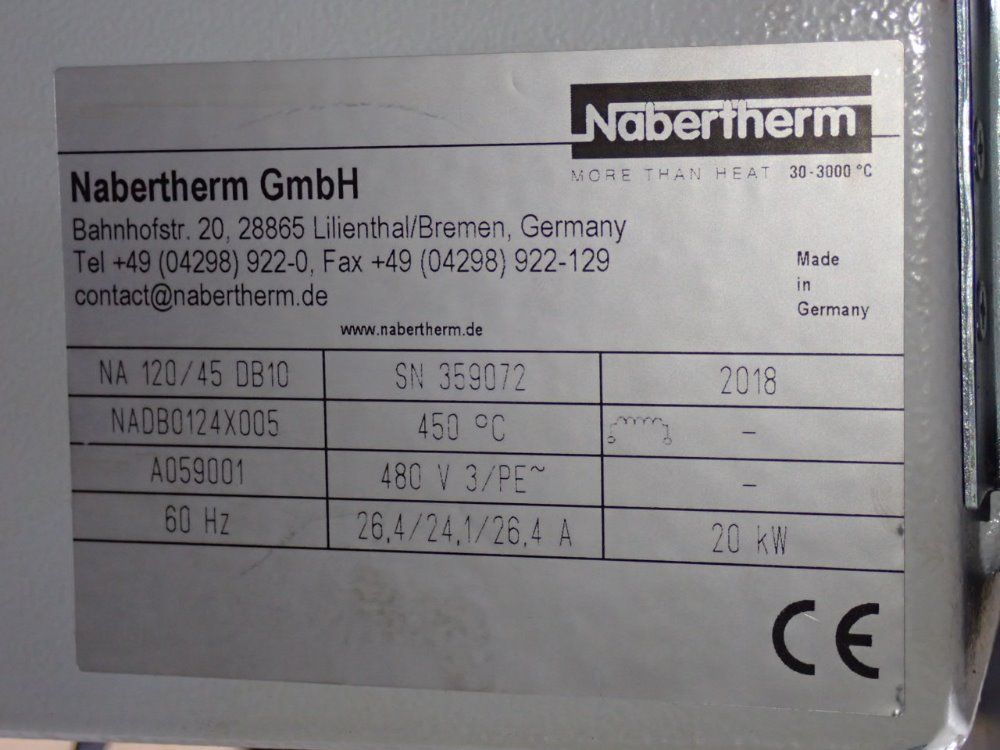 Nabertherm
MORE THAN HEAT 30-3000 °C
Nabertherm GmbH
Bahnhofstr. 20, 28865 Lilienthal/Bremen, Germany
Tel +49 (04298) 922-0, Fax +49 (04298) 922-129
contact@nabertherm.de
Made
in
Germany
www.nabertherm.de
NA 120/45 DB10 SN 359072 2018
NADB0124X005 450 °C –
A059001 480 V 3/PE~ –
60 Hz 26,4/24,1/26,4 A 20 kW
CE